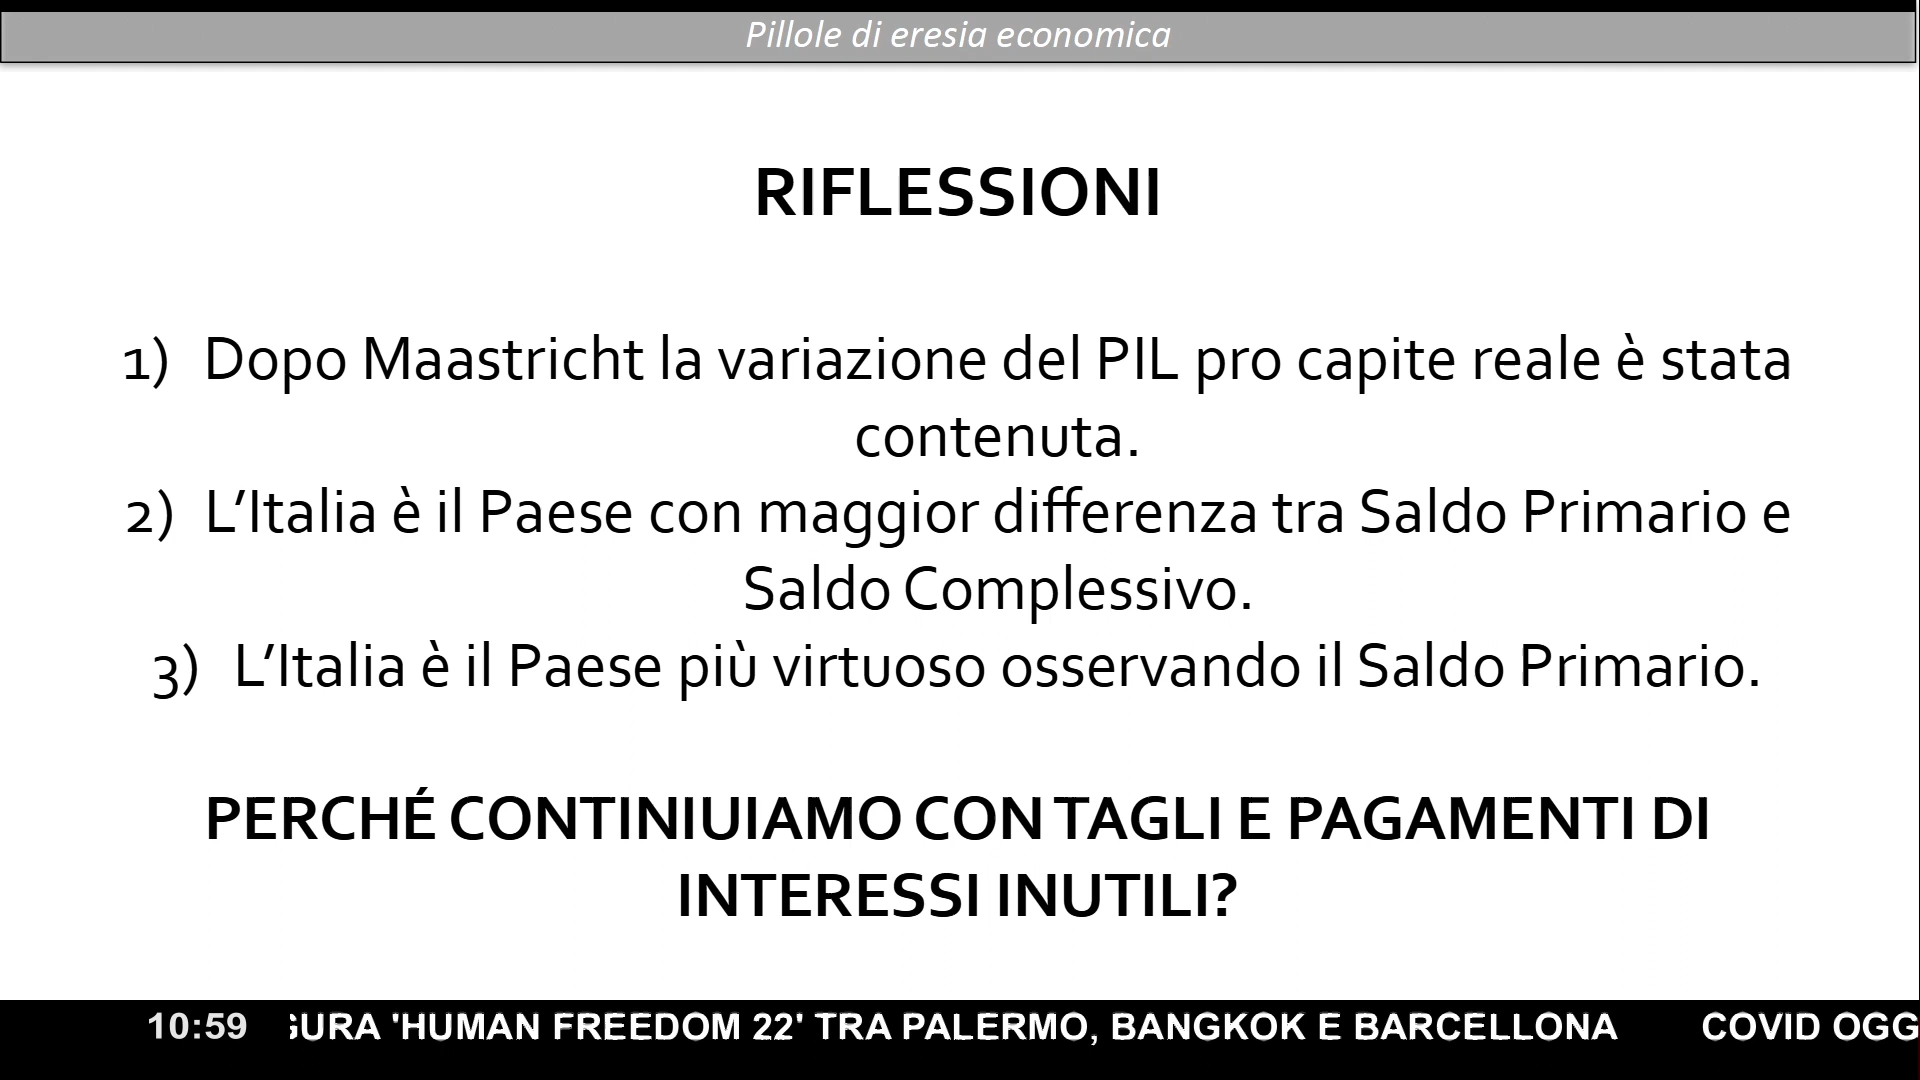 Pillole di eresia economica
RIFLESSIONI
1) Dopo Maastricht la variazione del PIL pro capite reale è stata
contenuta.
2) L’Italia è il Paese con maggior differenza tra Saldo Primario e
Saldo Complessivo.
3) L’Italia è il Paese più virtuoso osservando il Saldo Primario.
PERCHÉ CONTINIUIAMO CON TAGLI E PAGAMENTI DI
INTERESSI INUTILI?
10:59 URA 'HUMAN FREEDOM 22' TRA PALERMO, BANGKOK E BARCELLONA COVID OGG